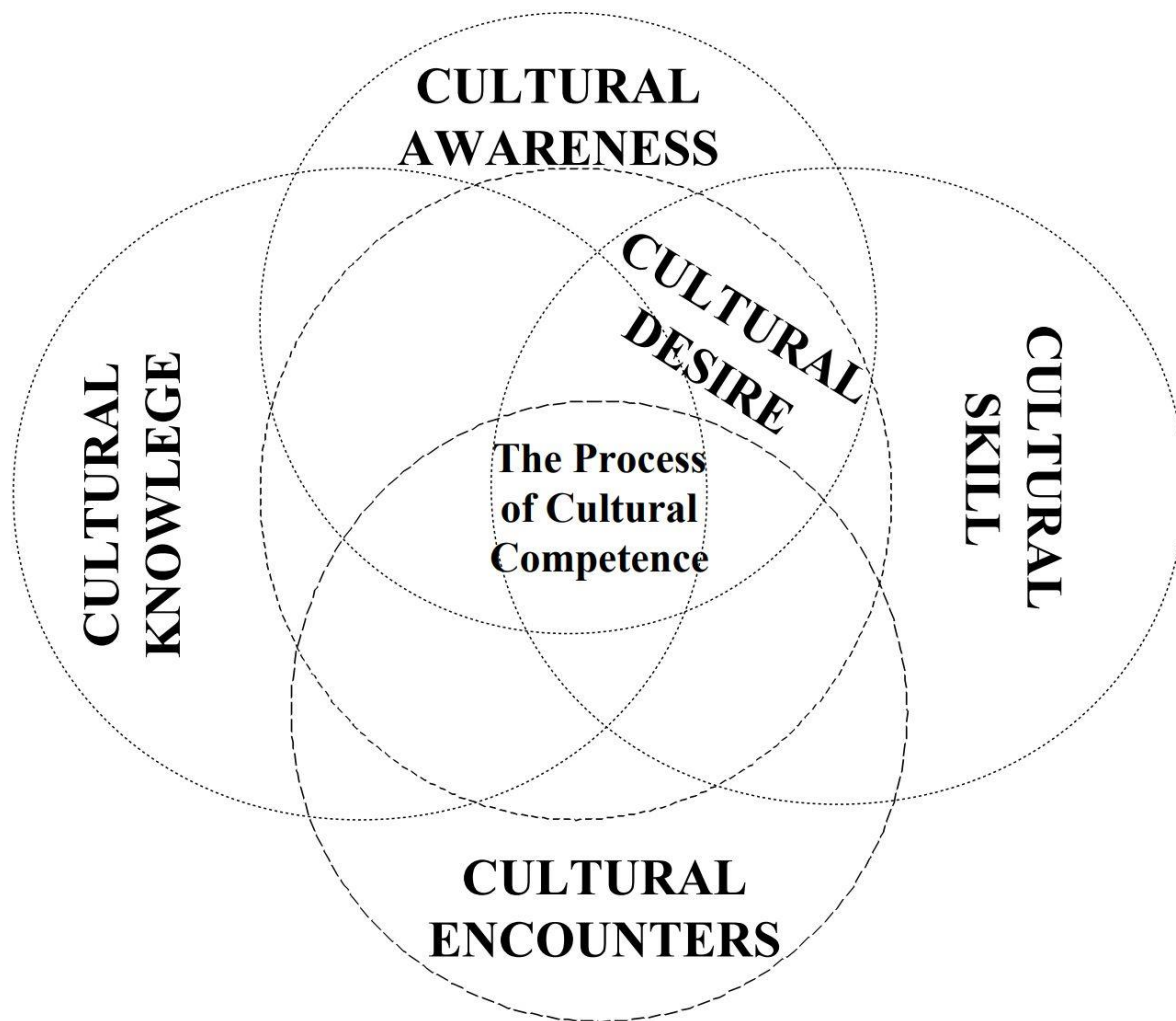 CULTURAL
AWARENESS
CULTURAL
DESIRE
CULTURAL
KNOWLEGE
The Process
of Cultural
Competence
CULTURAL
SKILL
CULTURAL
ENCOUNTERS